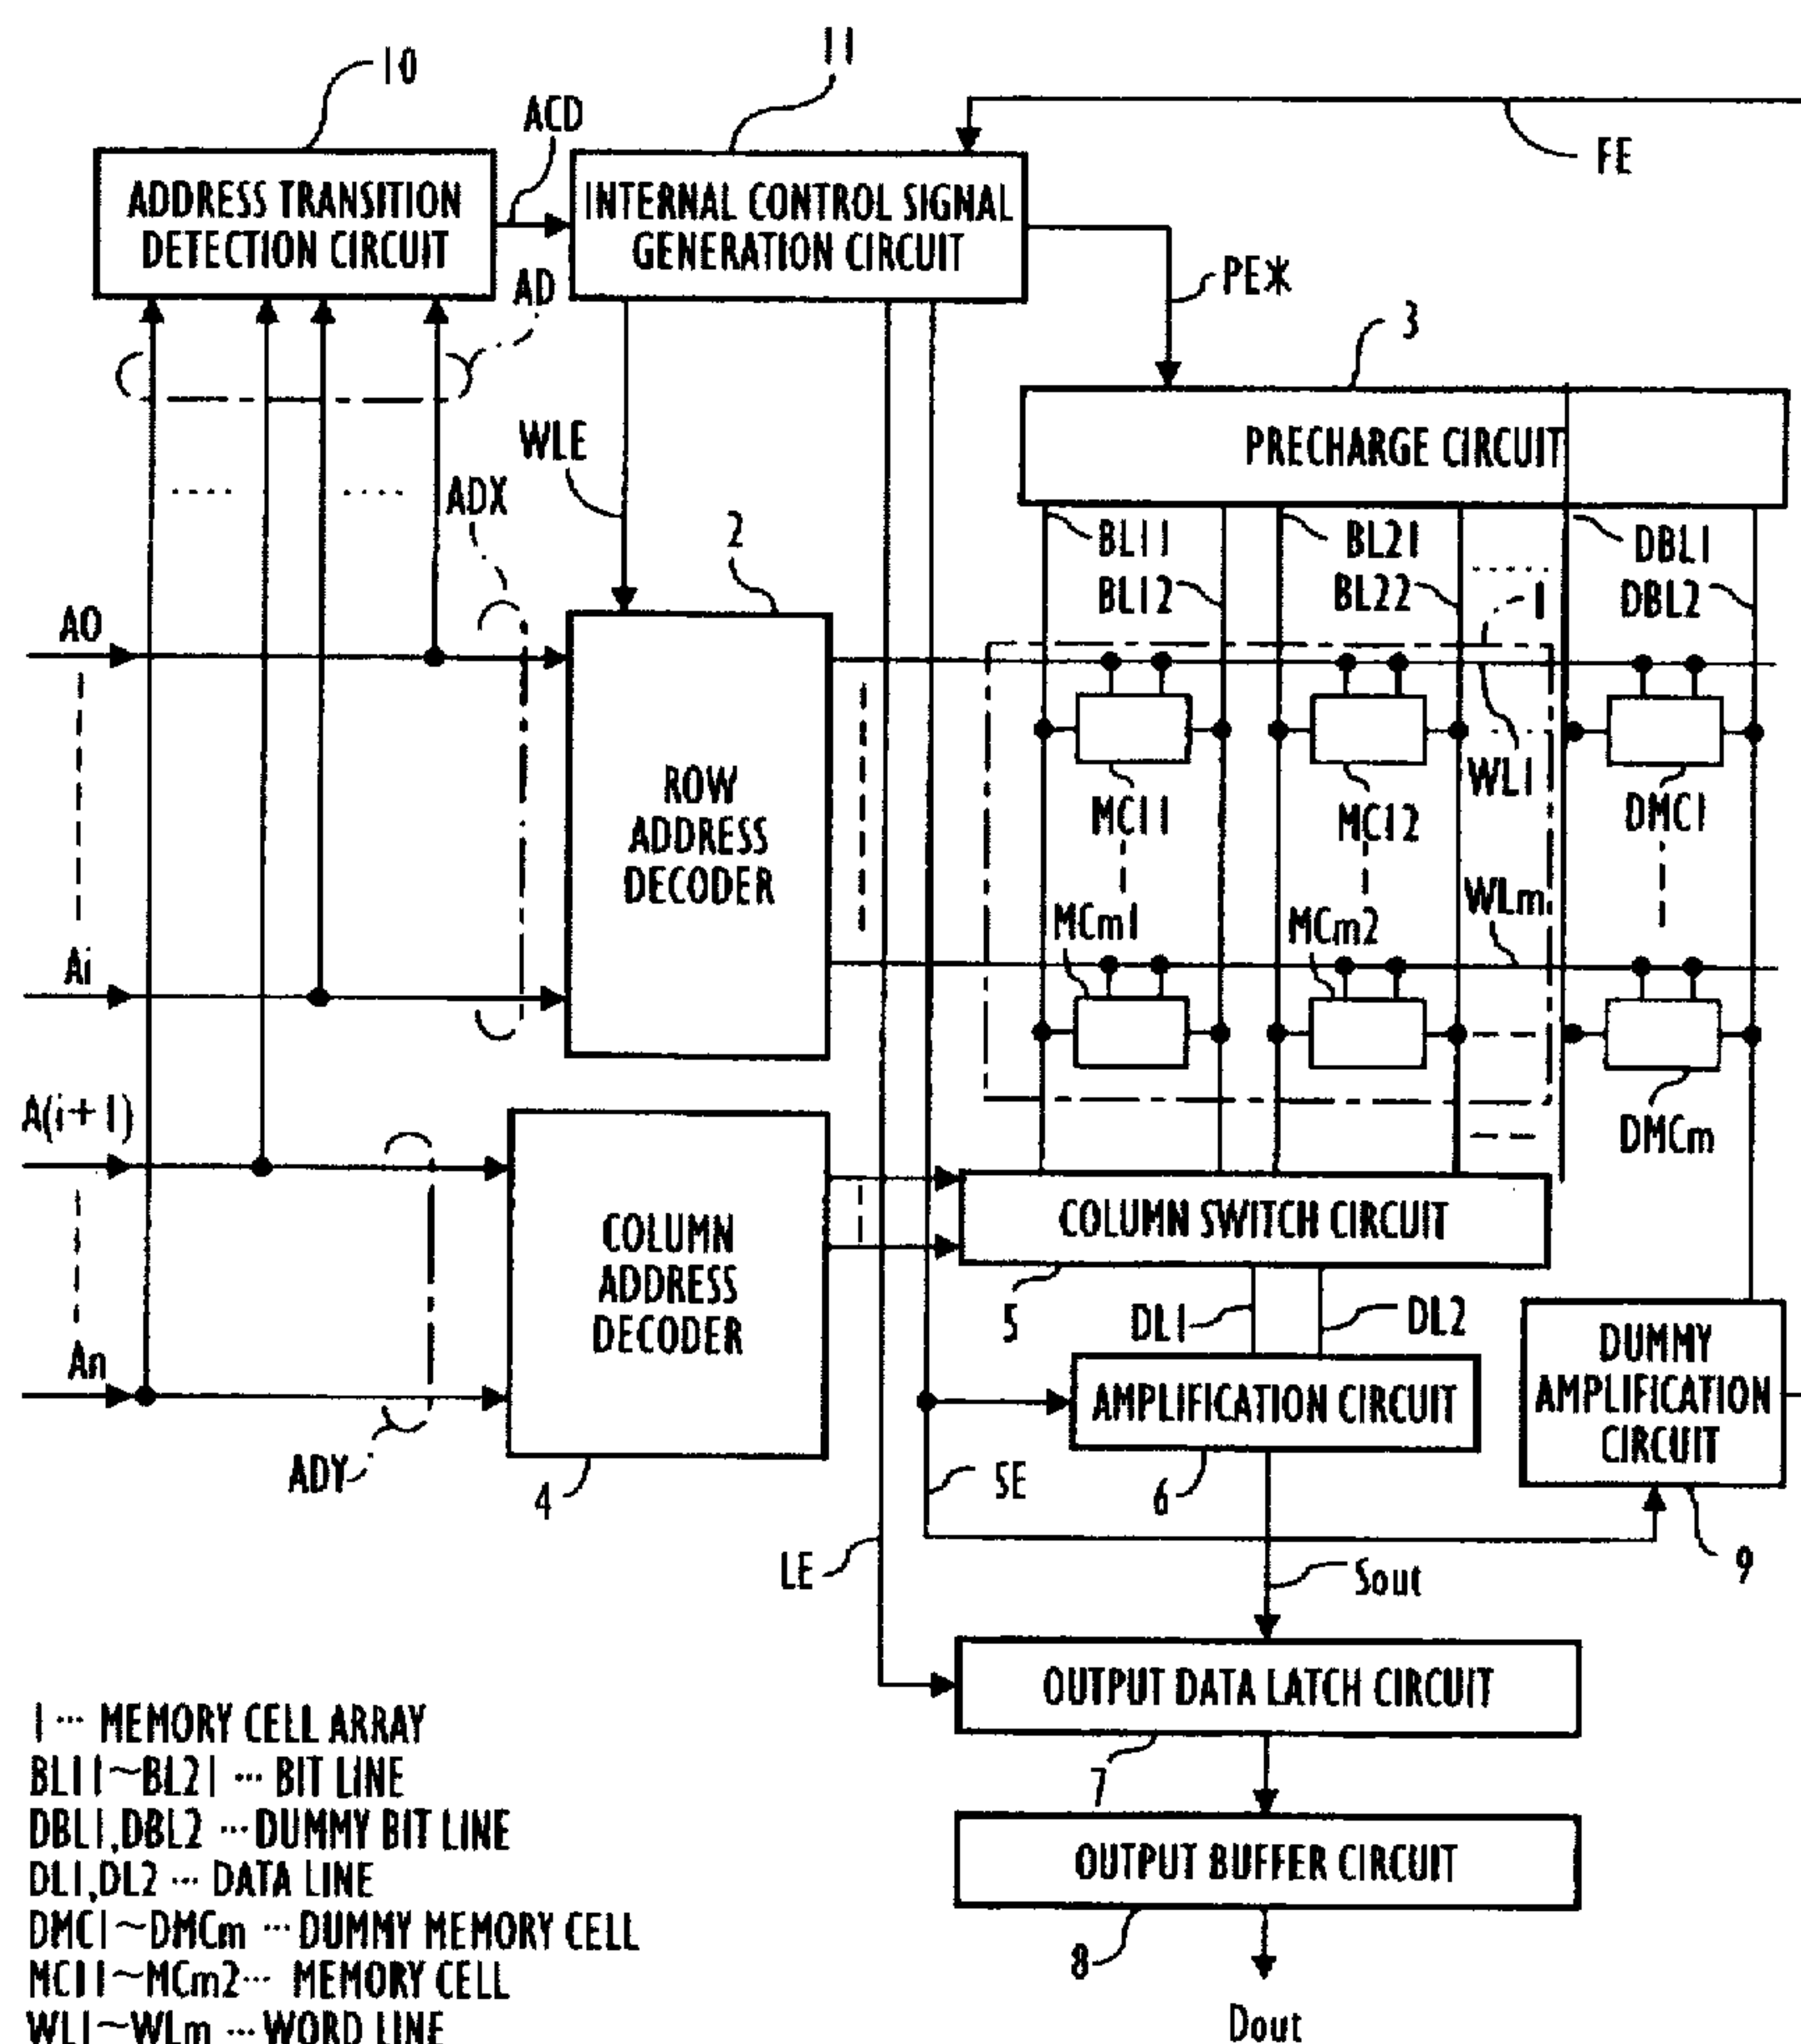 10
11
ACD
FE
ADDRESS TRANSITION
DETECTION CIRCUIT
INTERNAL CONTROL SIGNAL
GENERATION CIRCUIT
AD
PE*
3
WLE
ADX
PRECHARGE CIRCUIT
2
BL11
BL21
DBL1
BL12
BL22
1
DBL2
A0
ROW
ADDRESS
DECODER
WL1
MC11
MC12
DMC1
Ai
MCm1
MCm2
WLm
A(i+1)
DMCm
COLUMN
ADDRESS
DECODER
COLUMN SWITCH CIRCUIT
5
DL1
DL2
An
DUMMY
AMPLIFICATION
CIRCUIT
AMPLIFICATION CIRCUIT
ADY
4
SE
6
LE
Sout
9
OUTPUT DATA LATCH CIRCUIT
7
OUTPUT BUFFER CIRCUIT
8
Dout
1 ··· MEMORY CELL ARRAY
BL11~BL21 ··· BIT LINE
DBL1,DBL2 ··· DUMMY BIT LINE
DL1,DL2 ··· DATA LINE
DMC1~DMCm ··· DUMMY MEMORY CELL
MC11~MCm2 ··· MEMORY CELL
WL1~WLm ··· WORD LINE